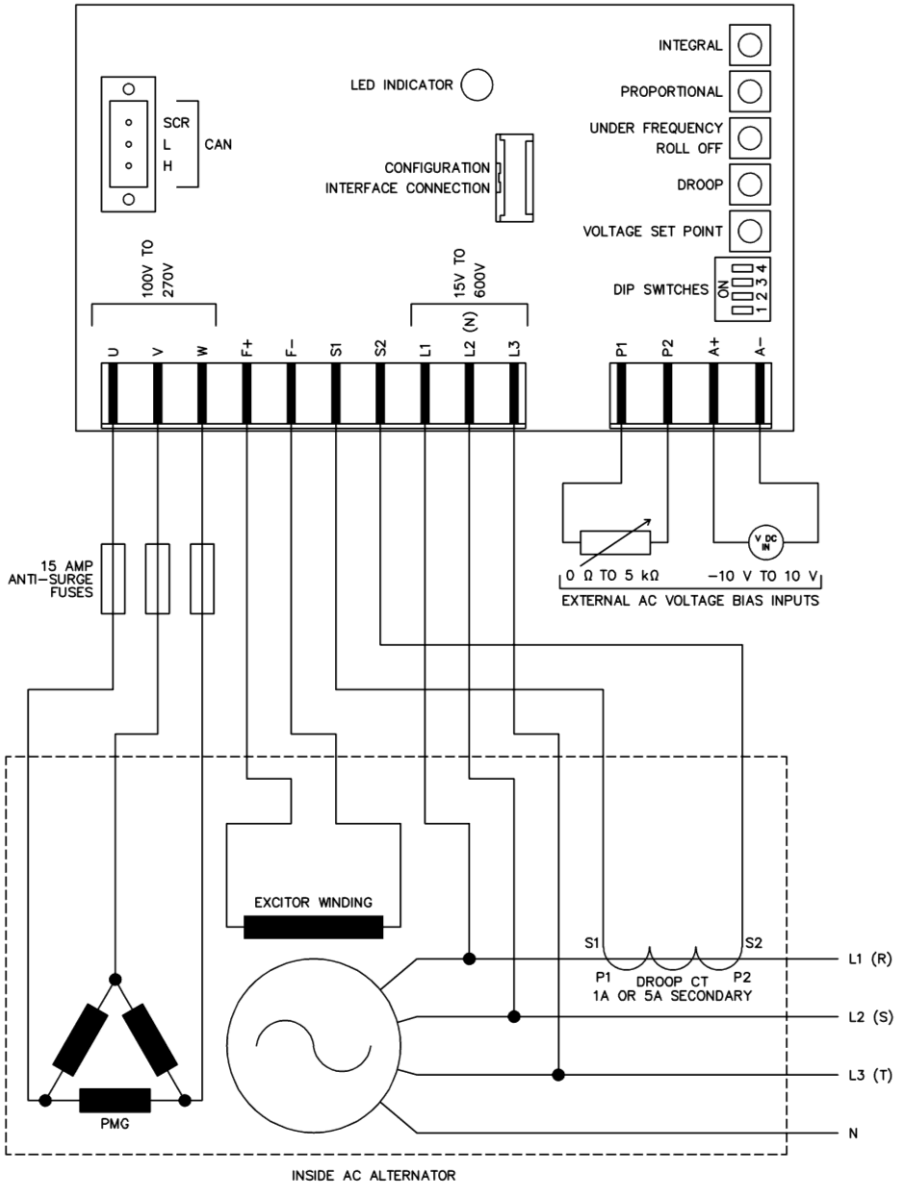 INTEGRAL
LED INDICATOR
PROPORTIONAL
SCR
L
H
CAN
UNDER FREQUENCY
ROLL OFF
CONFIGURATION
INTERFACE CONNECTION
DROOP
VOLTAGE SET POINT
100V TO
270V
15V TO
600V
DIP SWITCHES
ON
1 2 3 4
U
V
W
F+
F-
S1
S2
L1
L2 (N)
L3
P1
P2
A+
A-
15 AMP
ANTI-SURGE
FUSES
V DC
IN
0 Ω TO 5 kΩ
-10 V TO 10 V
EXTERNAL AC VOLTAGE BIAS INPUTS
EXCITOR WINDING
S1
S2
P1
DROOP CT
P2
1A OR 5A SECONDARY
L1 (R)
L2 (S)
L3 (T)
N
PMG
INSIDE AC ALTERNATOR